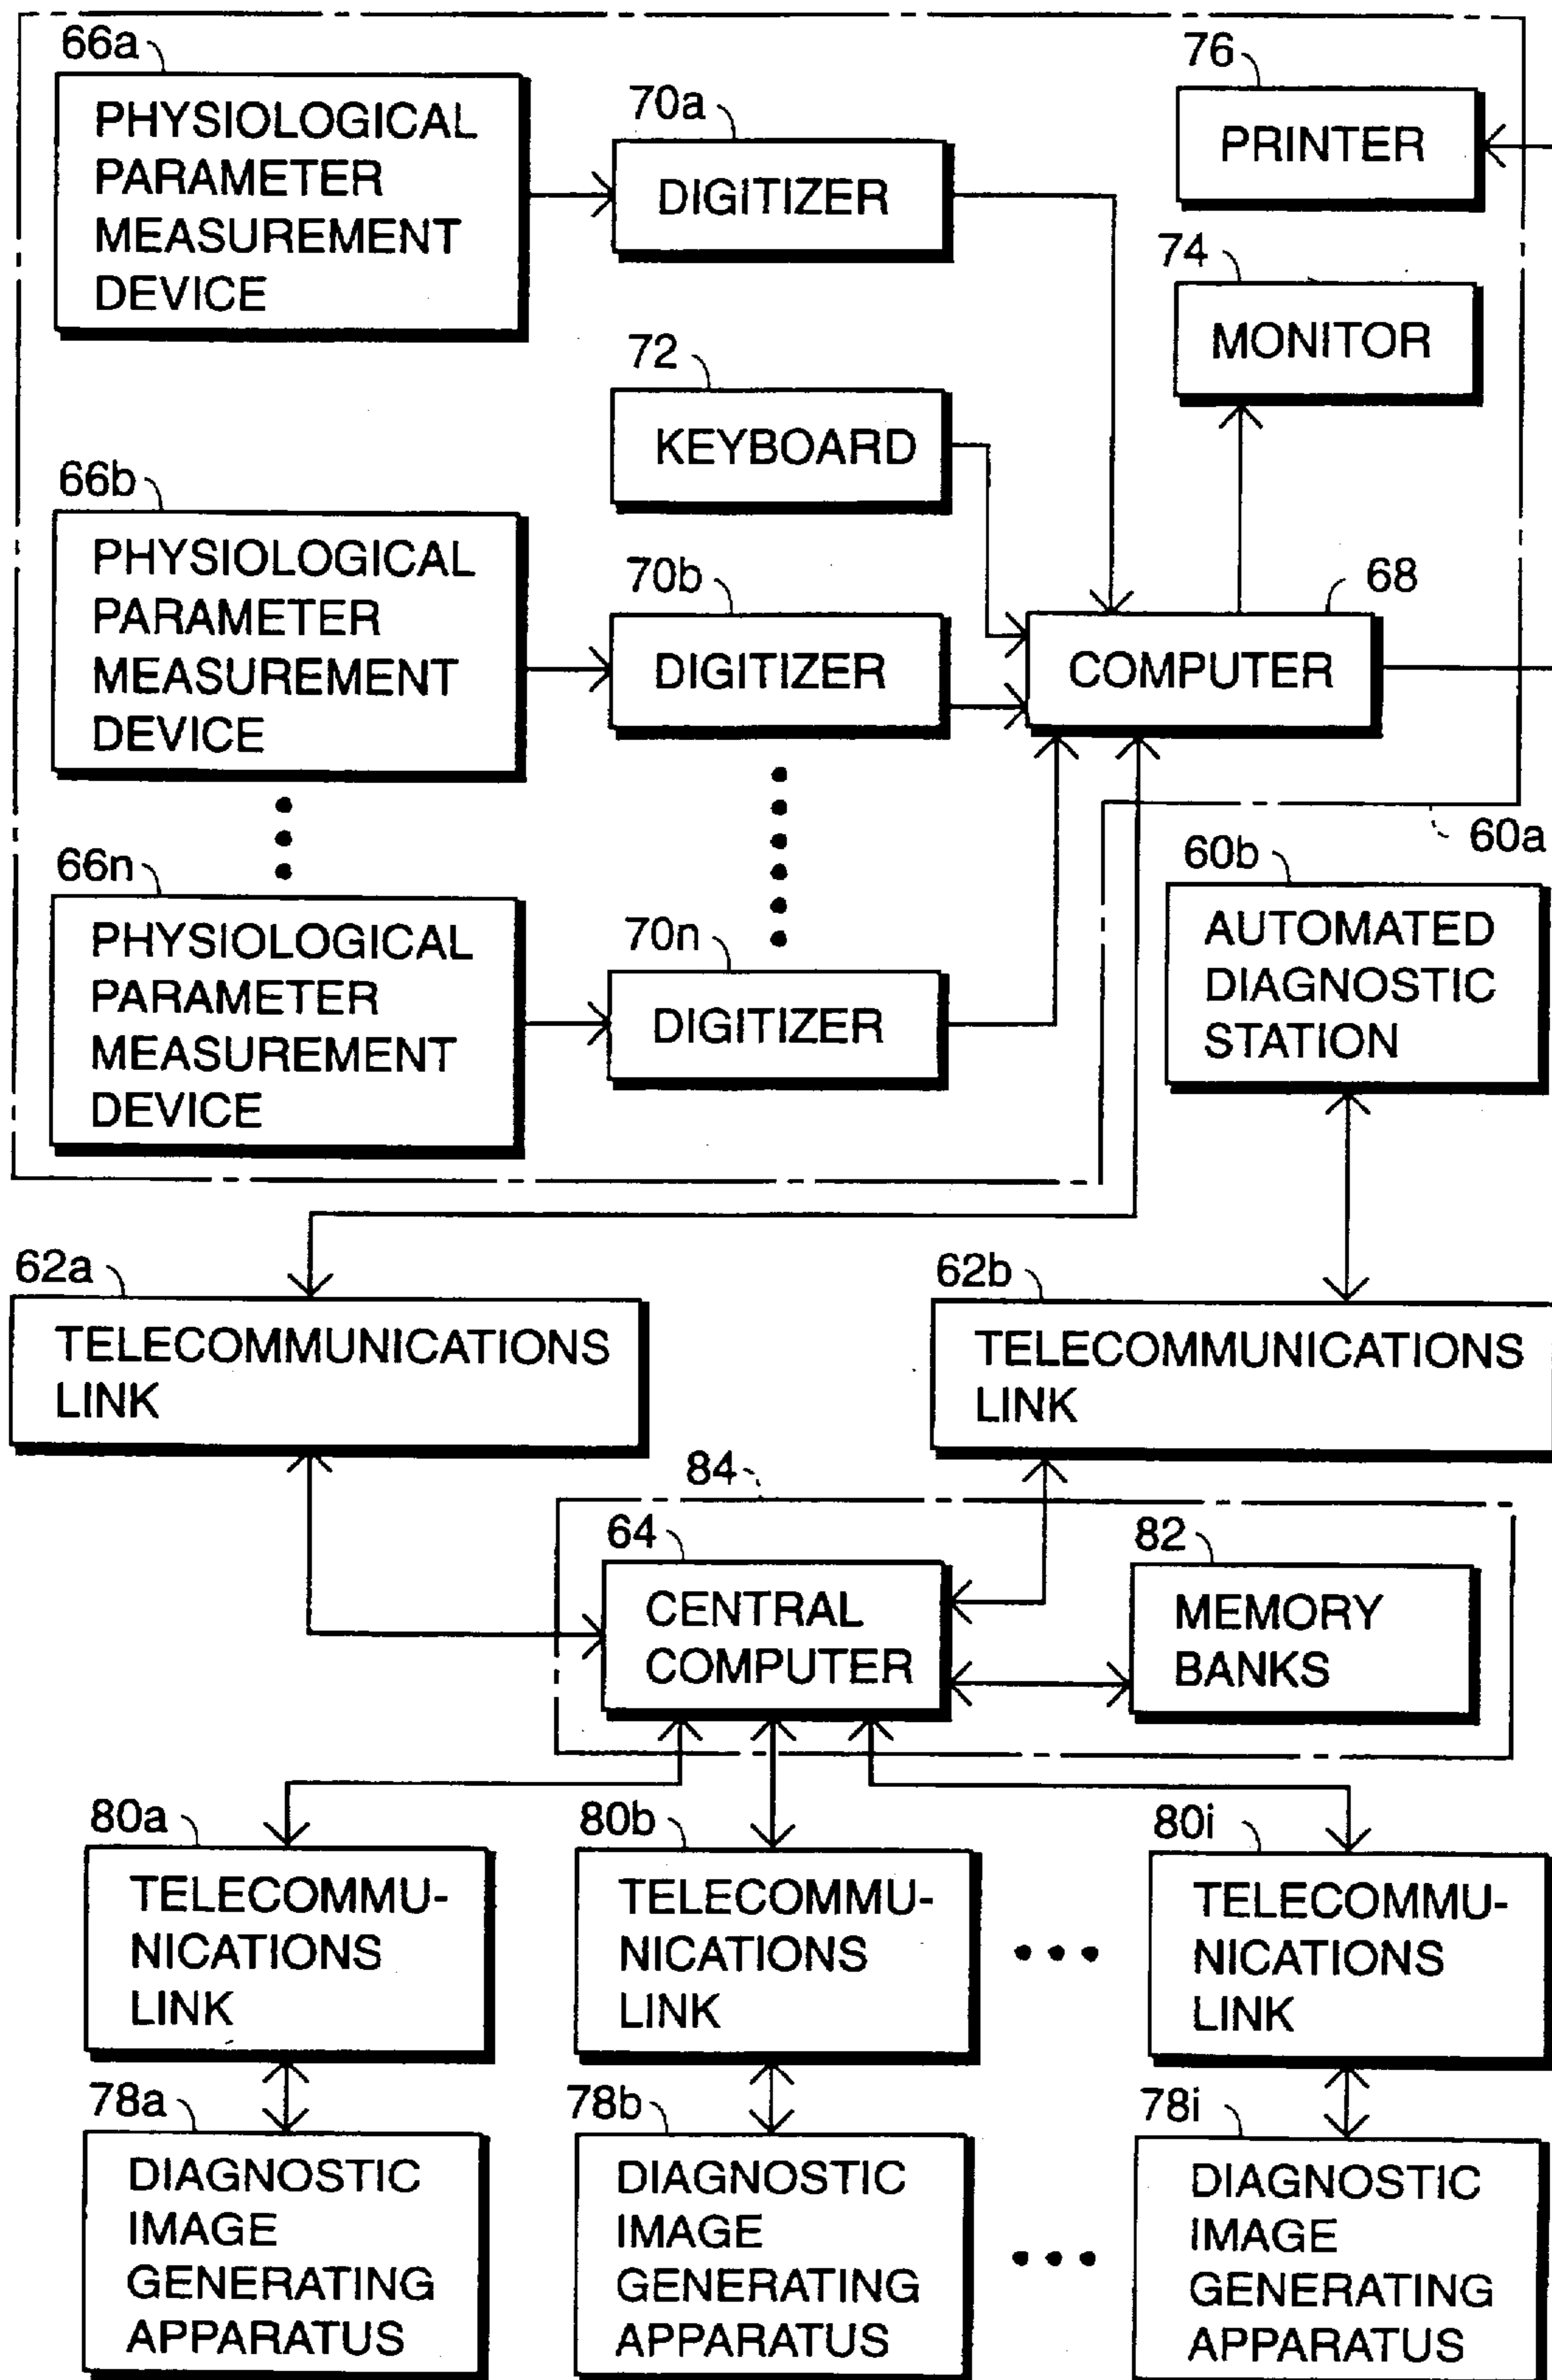 66a
PHYSIOLOGICAL
PARAMETER
MEASUREMENT
DEVICE
70a
DIGITIZER
76
PRINTER
74
MONITOR
72
KEYBOARD
66b
PHYSIOLOGICAL
PARAMETER
MEASUREMENT
DEVICE
70b
DIGITIZER
68
COMPUTER
60a
66n
PHYSIOLOGICAL
PARAMETER
MEASUREMENT
DEVICE
70n
DIGITIZER
60b
AUTOMATED
DIAGNOSTIC
STATION
62a
TELECOMMUNICATIONS
LINK
62b
TELECOMMUNICATIONS
LINK
84
64
CENTRAL
COMPUTER
82
MEMORY
BANKS
80a
TELECOMMU-
NICATIONS
LINK
80b
TELECOMMU-
NICATIONS
LINK
80i
TELECOMMU-
NICATIONS
LINK
78a
DIAGNOSTIC
IMAGE
GENERATING
APPARATUS
78b
DIAGNOSTIC
IMAGE
GENERATING
APPARATUS
78i
DIAGNOSTIC
IMAGE
GENERATING
APPARATUS